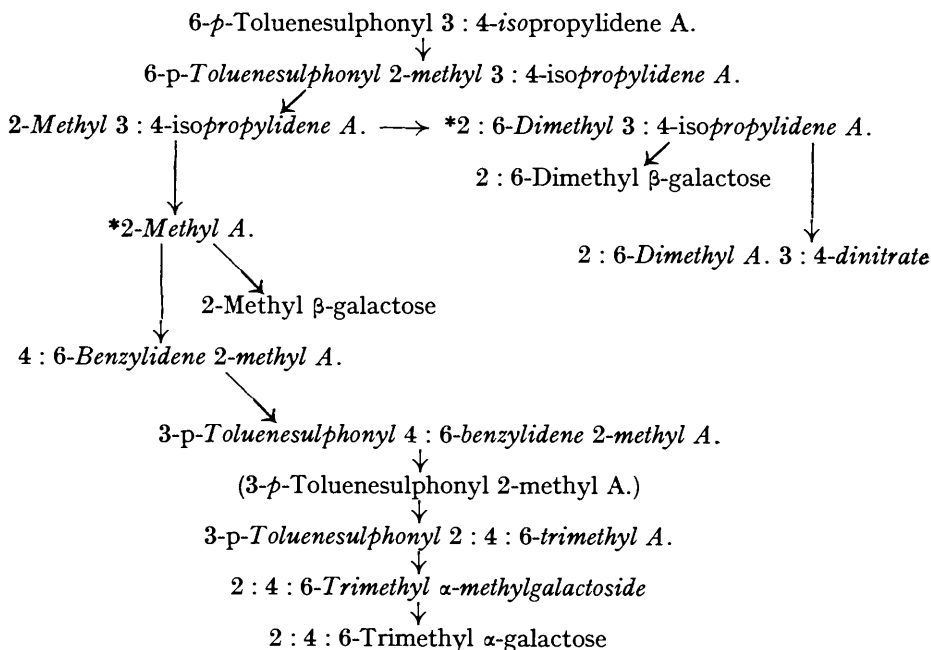 6-p-Toluenesulphonyl 3 : 4-isopropylidene A.
6-p-Toluenesulphonyl 2-methyl 3 : 4-isopropylidene A.
2-Methyl 3 : 4-isopropylidene A. → *2 : 6-Dimethyl 3 : 4-isopropylidene A.
2 : 6-Dimethyl β-galactose
*2-Methyl A.
2 : 6-Dimethyl A. 3 : 4-dinitrate
2-Methyl β-galactose
4 : 6-Benzylidene 2-methyl A.
3-p-Toluenesulphonyl 4 : 6-benzylidene 2-methyl A.
(3-p-Toluenesulphonyl 2-methyl A.)
3-p-Toluenesulphonyl 2 : 4 : 6-trimethyl A.
2 : 4 : 6-Trimethyl α-methylgalactoside
2 : 4 : 6-Trimethyl α-galactose